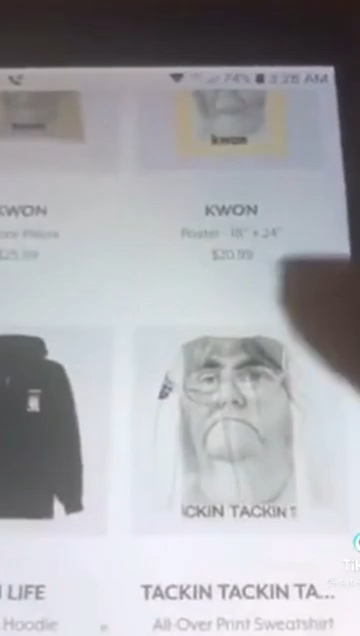 74% 3:26 AM
kwon
KWON
KWON
Poster - 18" x 24"
$20.99
CKIN TACKIN T
LIFE
TACKIN TACKIN TA...
Hoodie
All-Over Print Sweatshirt